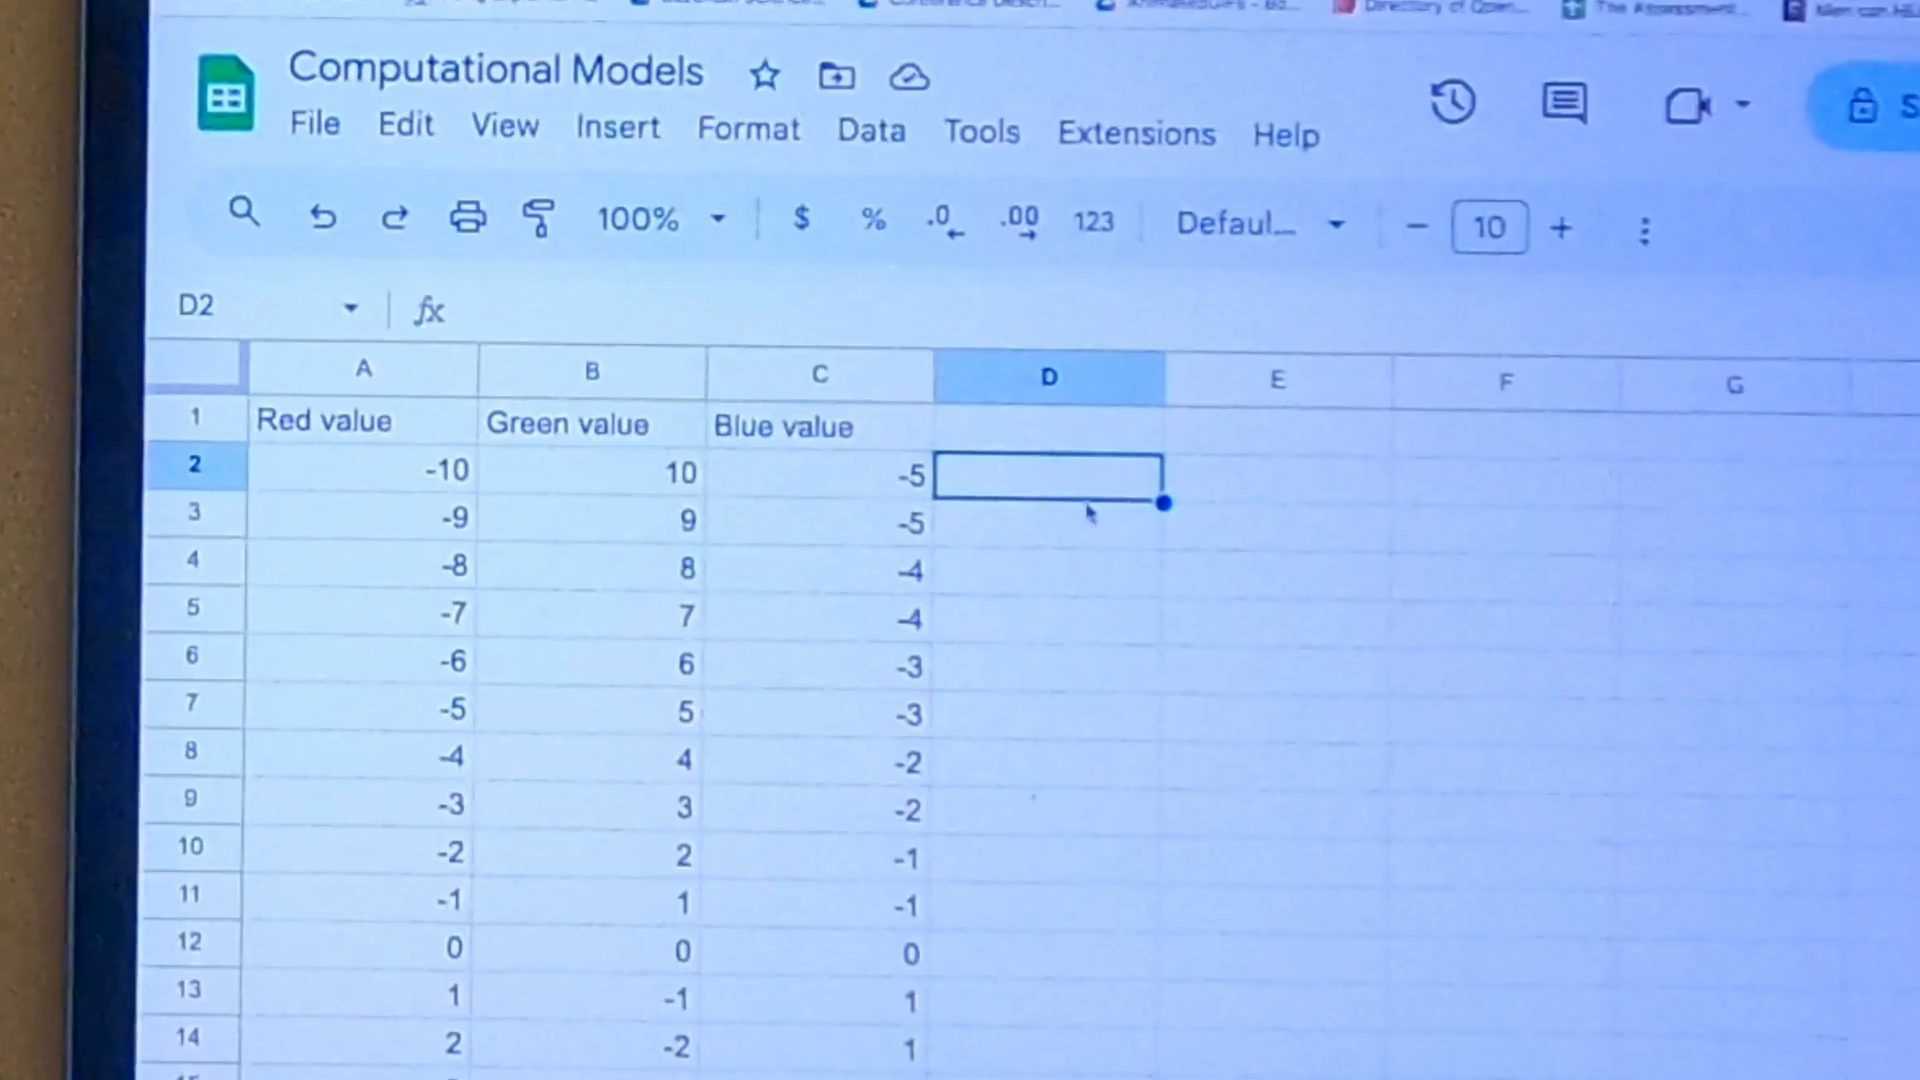 Directory of Open...
Computational Models
File Edit View Insert Format Data Tools Extensions Help
S
100% $ % .0 .00 123 Defaul... − 10 +
D2 fx
A B C D E F G
1 Red value Green value Blue value
2 -10 10 -5
3 -9 9 -5
4 -8 8 -4
5 -7 7 -4
6 -6 6 -3
7 -5 5 -3
8 -4 4 -2
9 -3 3 -2
10 -2 2 -1
11 -1 1 -1
12 0 0 0
13 1 -1 1
14 2 -2 1